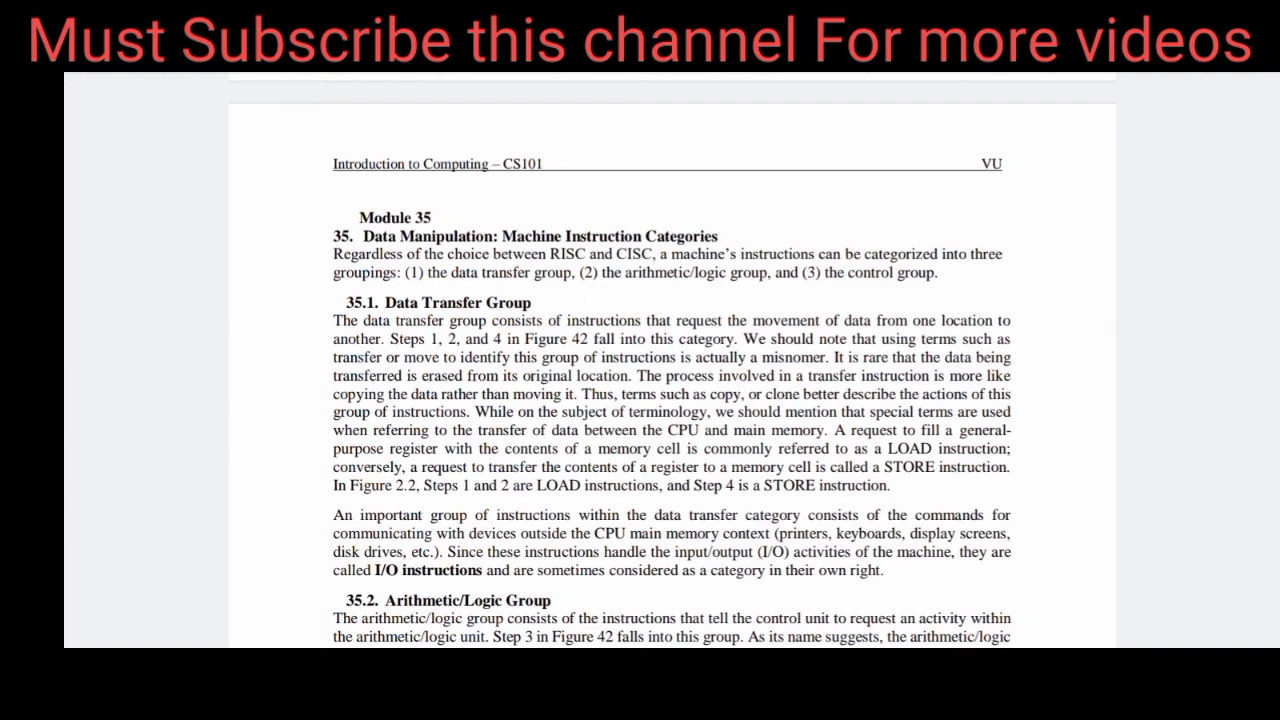 Must Subscribe this channel For more videos
Introduction to Computing – CS101 VU
Module 35
35. Data Manipulation: Machine Instruction Categories
Regardless of the choice between RISC and CISC, a machine’s instructions can be categorized into three
groupings: (1) the data transfer group, (2) the arithmetic/logic group, and (3) the control group.
35.1. Data Transfer Group
The data transfer group consists of instructions that request the movement of data from one location to
another. Steps 1, 2, and 4 in Figure 42 fall into this category. We should note that using terms such as
transfer or move to identify this group of instructions is actually a misnomer. It is rare that the data being
transferred is erased from its original location. The process involved in a transfer instruction is more like
copying the data rather than moving it. Thus, terms such as copy, or clone better describe the actions of this
group of instructions. While on the subject of terminology, we should mention that special terms are used
when referring to the transfer of data between the CPU and main memory. A request to fill a general-
purpose register with the contents of a memory cell is commonly referred to as a LOAD instruction;
conversely, a request to transfer the contents of a register to a memory cell is called a STORE instruction.
In Figure 2.2, Steps 1 and 2 are LOAD instructions, and Step 4 is a STORE instruction.
An important group of instructions within the data transfer category consists of the commands for
communicating with devices outside the CPU main memory context (printers, keyboards, display screens,
disk drives, etc.). Since these instructions handle the input/output (I/O) activities of the machine, they are
called I/O instructions and are sometimes considered as a category in their own right.
35.2. Arithmetic/Logic Group
The arithmetic/logic group consists of the instructions that tell the control unit to request an activity within
the arithmetic/logic unit. Step 3 in Figure 42 falls into this group. As its name suggests, the arithmetic/logic